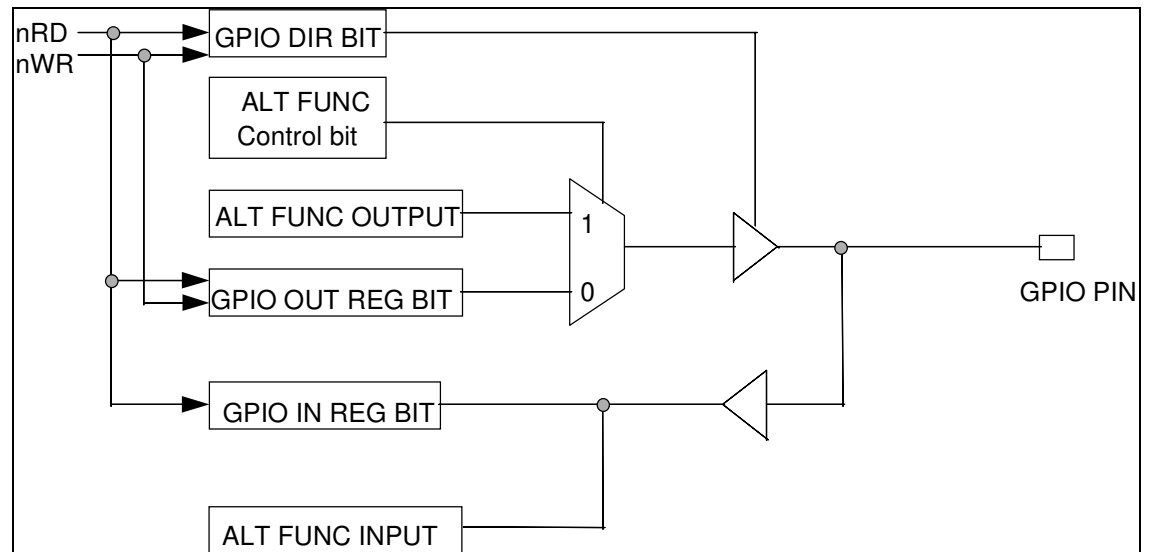 nRD
nWR
GPIO DIR BIT
ALT FUNC
Control bit
ALT FUNC OUTPUT
1
GPIO OUT REG BIT
0
GPIO PIN
GPIO IN REG BIT
ALT FUNC INPUT